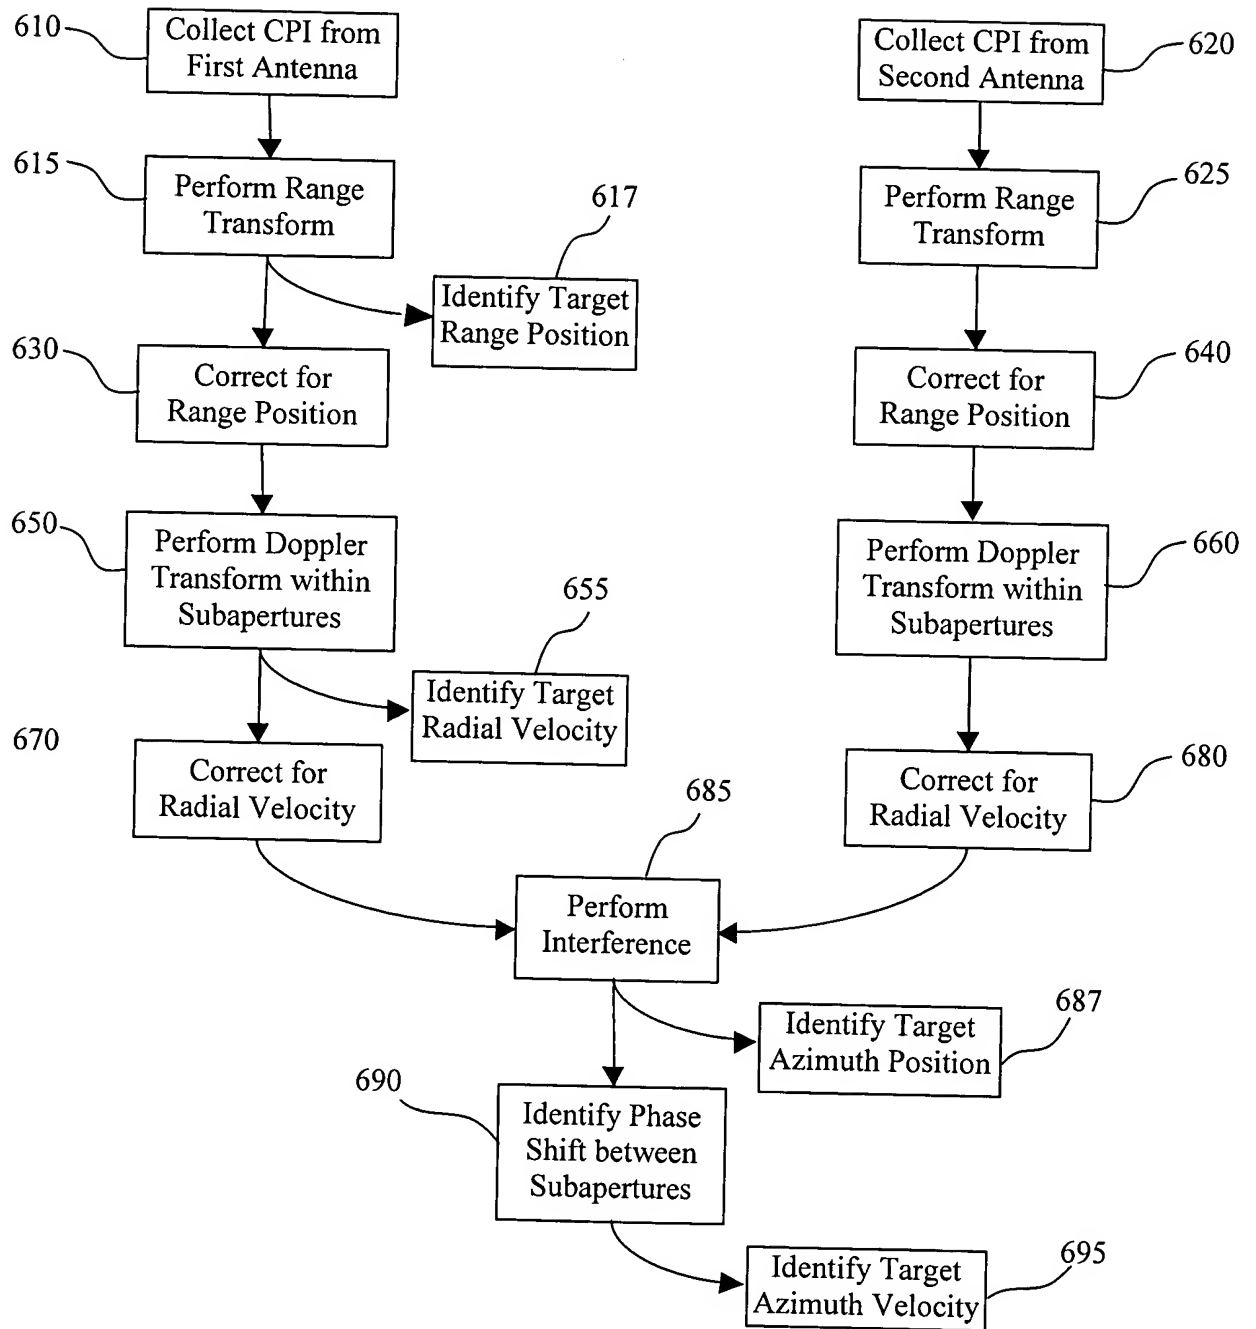 610
Collect CPI from
First Antenna
Collect CPI from
Second Antenna
620
615
Perform Range
Transform
617
Perform Range
Transform
625
Identify Target
Range Position
630
Correct for
Range Position
Correct for
Range Position
640
650
Perform Doppler
Transform within
Subapertures
655
Perform Doppler
Transform within
Subapertures
660
Identify Target
Radial Velocity
670
Correct for
Radial Velocity
685
Correct for
Radial Velocity
680
Perform
Interference
Identify Target
Azimuth Position
687
690
Identify Phase
Shift between
Subapertures
Identify Target
Azimuth Velocity
695